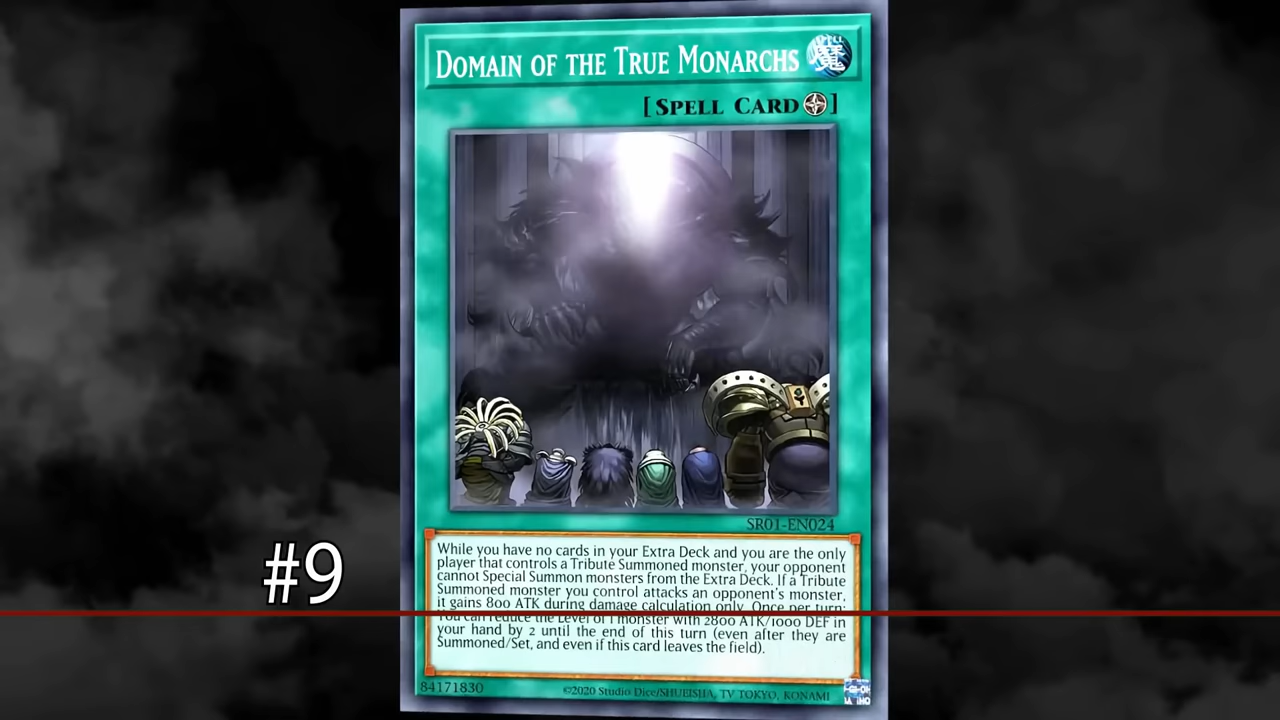 DOMAIN OF THE TRUE MONARCHS
[SPELL CARD]
SR01-EN024
While you have no cards in your Extra Deck and you are the only
player that controls a Tribute Summoned monster, your opponent
cannot Special Summon monsters from the Extra Deck. If a Tribute
Summoned monster you control attacks an opponent's monster,
it gains 800 ATK during damage calculation only. Once per turn:
You can reduce the Level of 1 monster with 2800 ATK/1000 DEF in
your hand by 2 until the end of this turn (even after they are
Summoned/Set, and even if this card leaves the field).
84171830
©2020 Studio Dice/SHUEISHA, TV TOKYO, KONAMI
#9